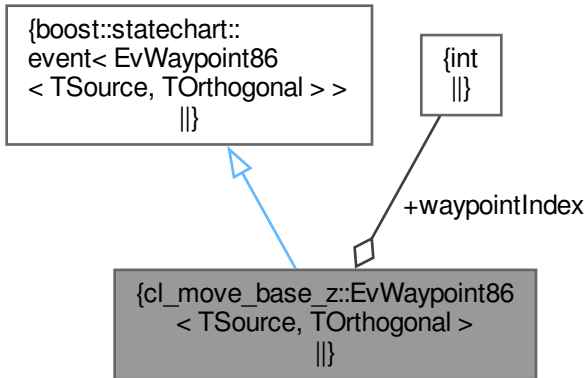 {boost::statechart::
event< EvWaypoint86
< TSource, TOrthogonal > >
||}
{int
||}
+waypointIndex
{cl_move_base_z::EvWaypoint86
< TSource, TOrthogonal >
||}